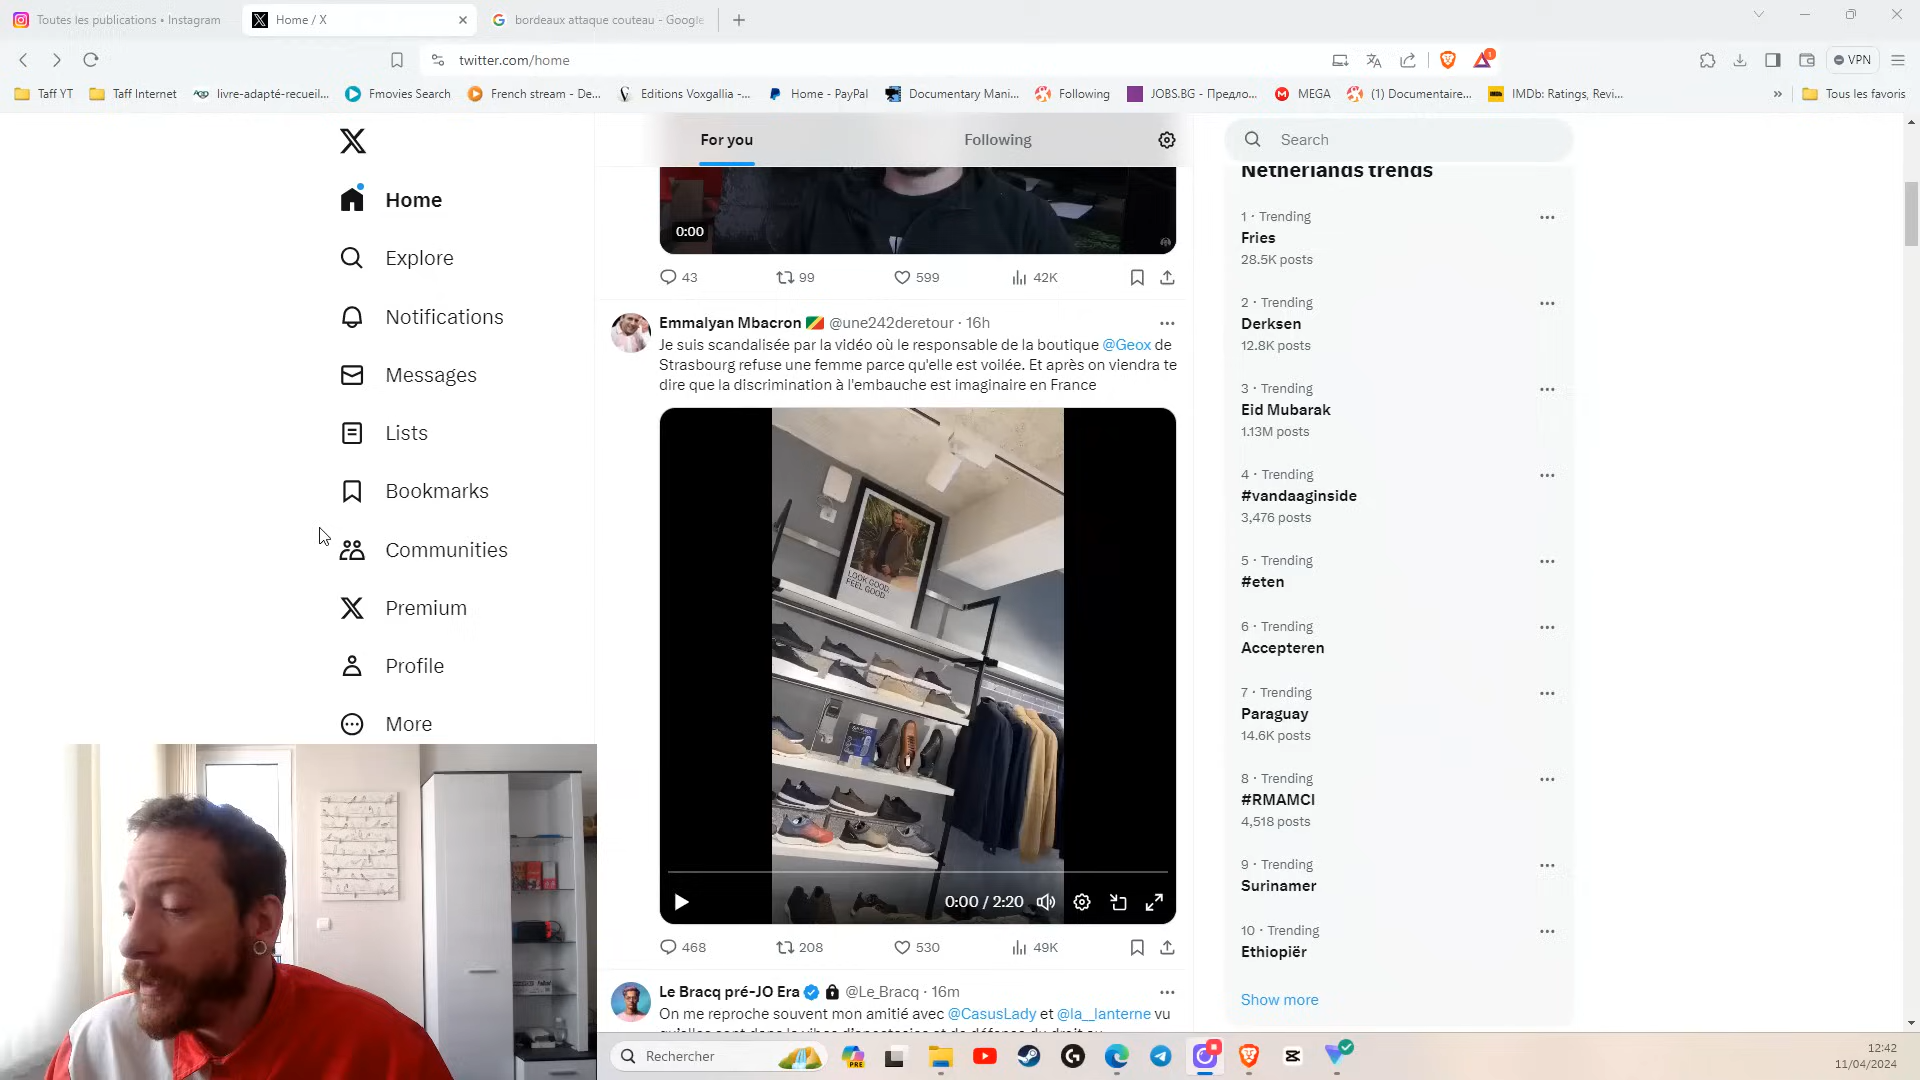 Toutes les publications • Instagram
Home / X
bordeaux attaque couteau - Google
twitter.com/home
VPN
Taff YT
Taff Internet
livre-adapté-recueil...
Fmovies Search
French stream - De...
Editions Voxgallia -...
Home - PayPal
Documentary Mani...
Following
JOBS.BG - Предло...
MEGA
(1) Documentaire...
IMDb: Ratings, Revi...
»
Tous les favoris
Home
Explore
Notifications
Messages
Lists
Bookmarks
Communities
Premium
Profile
More
For you
Following
0:00
43
99
599
42K
Emmalyan Mbacron @une242deretour · 16h
Je suis scandalisée par la vidéo où le responsable de la boutique @Geox de
Strasbourg refuse une femme parce qu'elle est voilée. Et après on viendra te
dire que la discrimination à l'embauche est imaginaire en France
LOOK GOOD,
FEEL GOOD.
0:00 / 2:20
468
208
530
49K
Le Bracq pré-JO Era @Le_Bracq · 16m
On me reproche souvent mon amitié avec @CasusLady et @la__lanterne vu
Search
Netherlands trends
1 · Trending
Fries
28.5K posts
2 · Trending
Derksen
12.8K posts
3 · Trending
Eid Mubarak
1.13M posts
4 · Trending
#vandaaginside
3,476 posts
5 · Trending
#eten
6 · Trending
Accepteren
7 · Trending
Paraguay
14.6K posts
8 · Trending
#RMAMCI
4,518 posts
9 · Trending
Surinamer
10 · Trending
Ethiopiër
Show more
Rechercher
PRE
12:42
11/04/2024